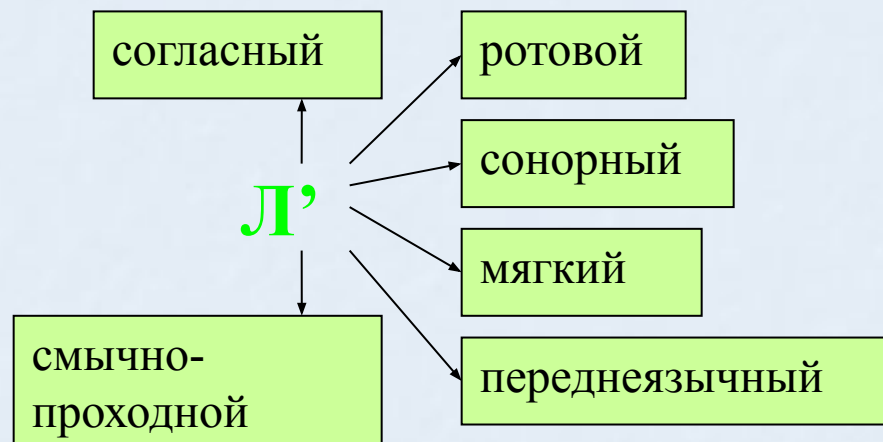 согласный
ротовой
сонорный
Л’
мягкий
смычно-
проходной
переднеязычный